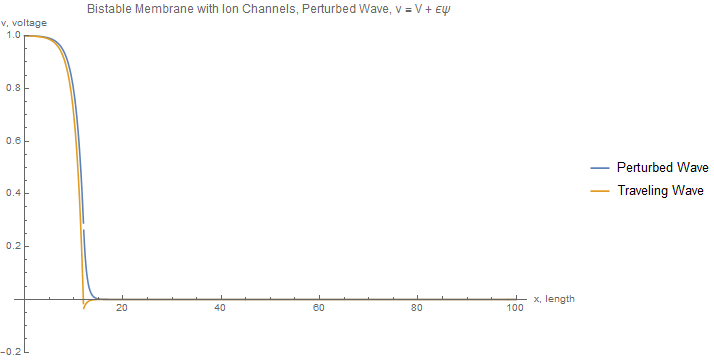 Bistable Membrane with Ion Channels, Perturbed Wave, v = V + ϵψ
v, voltage
1.0
0.8
0.6
0.4
0.2
-0.2
20
40
60
80
100
x, length
Perturbed Wave
Traveling Wave